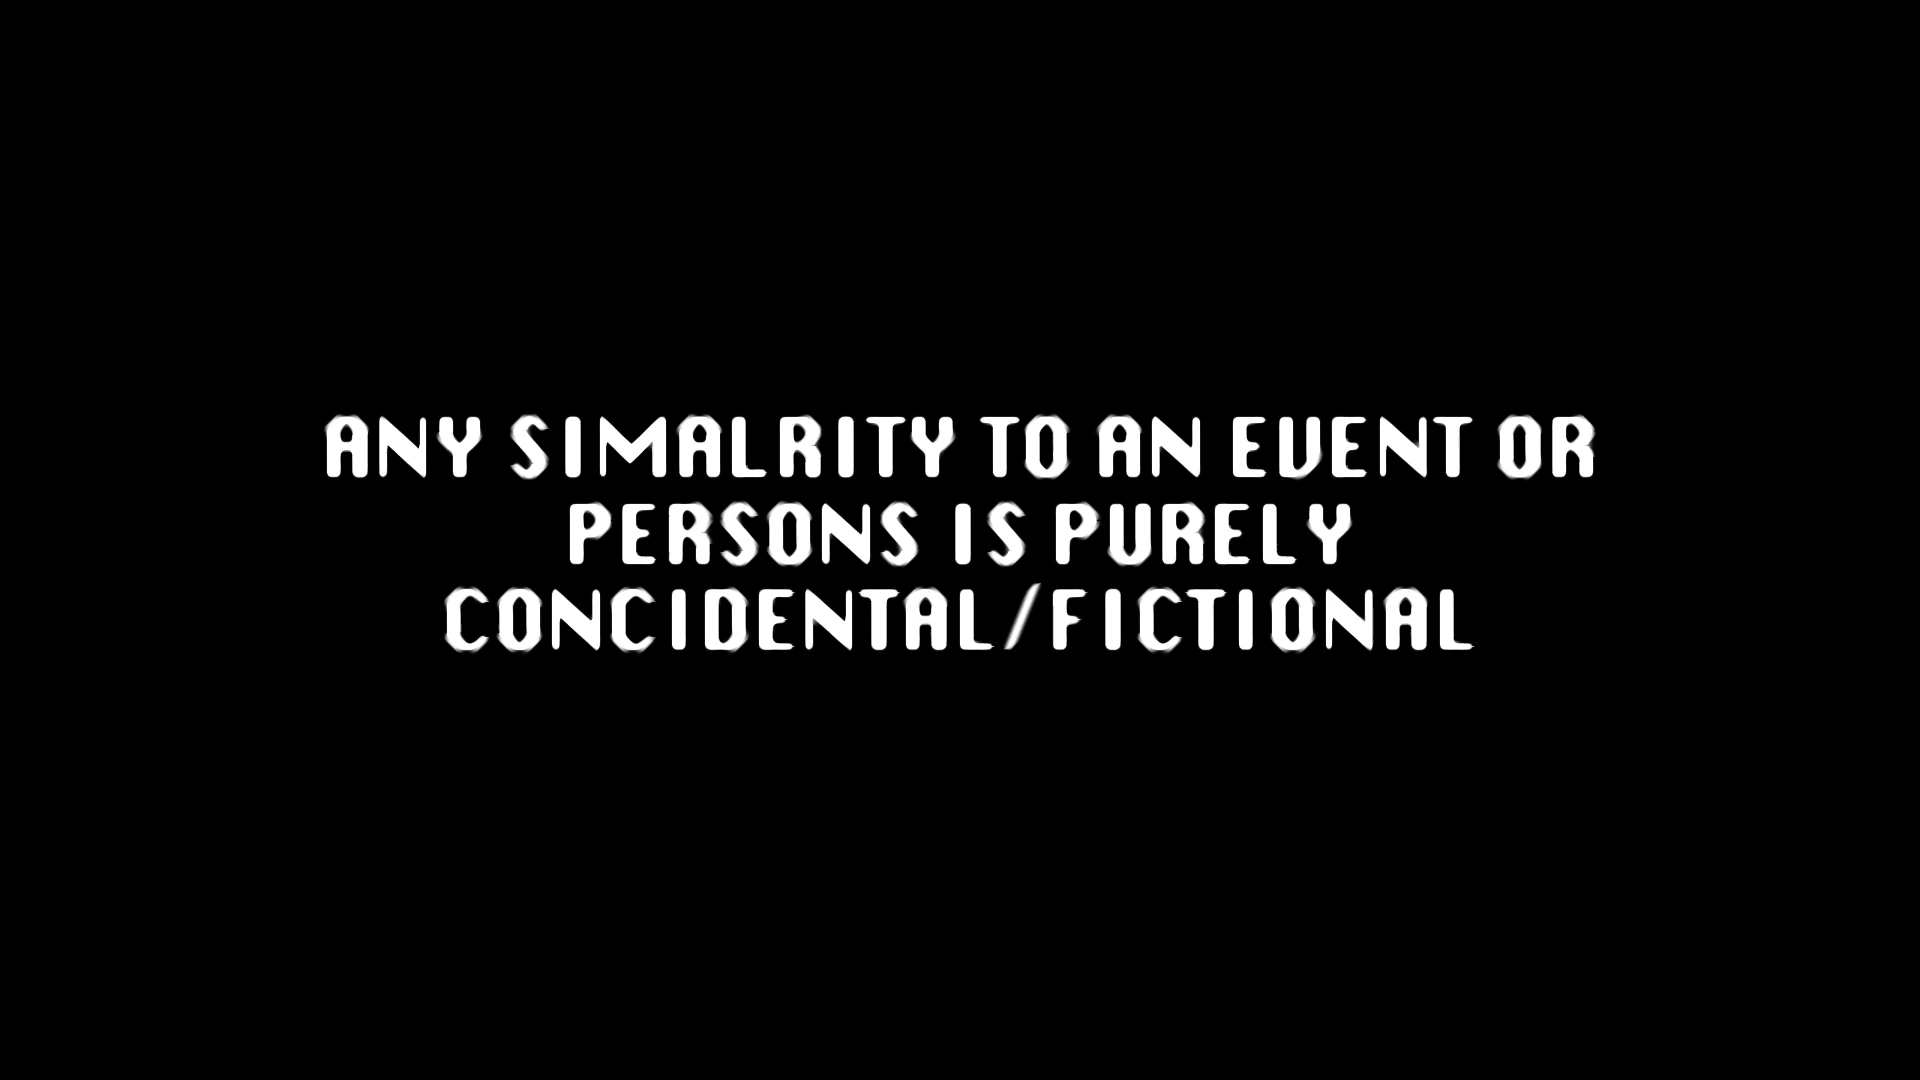 ANY SIMALRITY TO AN EVENT OR
PERSONS IS PURELY
CONCIDENTAL/FICTIONAL